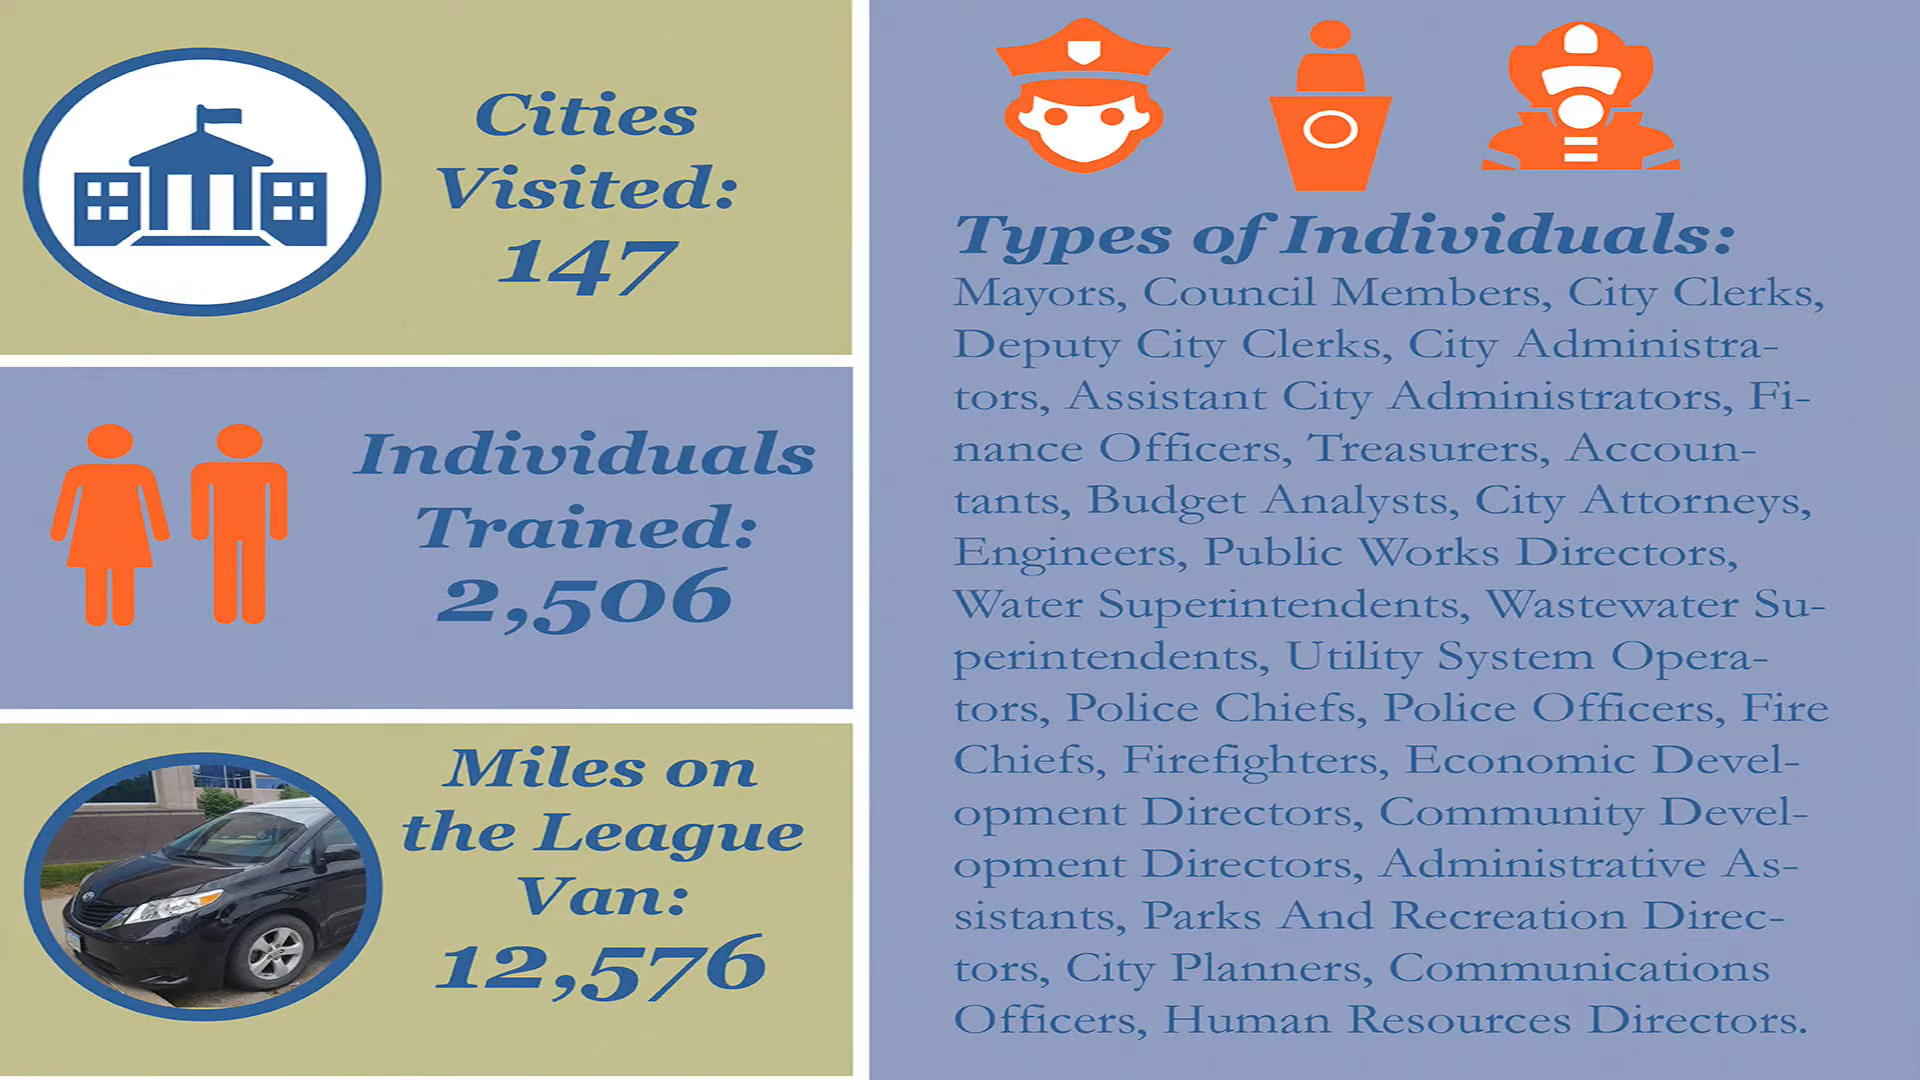 Cities
Visited:
147
Individuals
Trained:
2,506
Miles on
the League
Van:
12,576
Types of Individuals:
Mayors, Council Members, City Clerks,
Deputy City Clerks, City Administra-
tors, Assistant City Administrators, Fi-
nance Officers, Treasurers, Accoun-
tants, Budget Analysts, City Attorneys,
Engineers, Public Works Directors,
Water Superintendents, Wastewater Su-
perintendents, Utility System Opera-
tors, Police Chiefs, Police Officers, Fire
Chiefs, Firefighters, Economic Devel-
opment Directors, Community Devel-
opment Directors, Administrative As-
sistants, Parks And Recreation Direc-
tors, City Planners, Communications
Officers, Human Resources Directors.